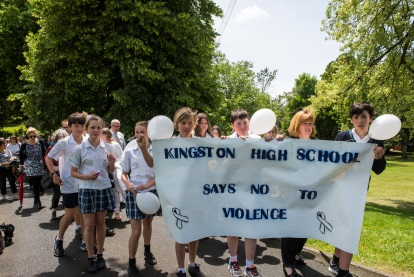 KINGSTON HIGH SCHOOL
SAYS NO TO
VIOLENCE